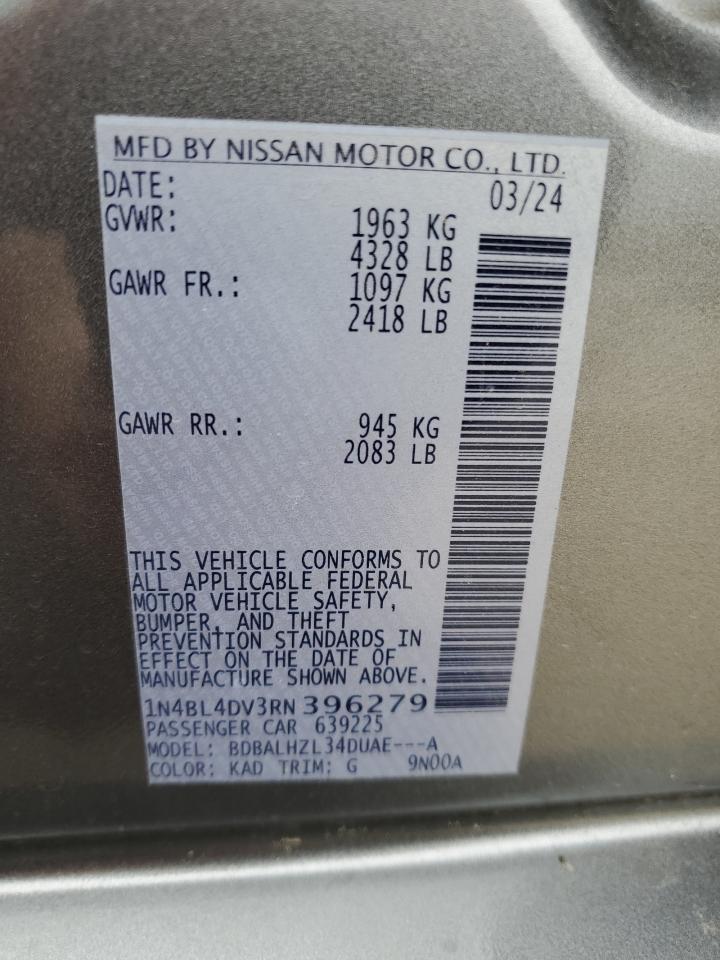 MFD BY NISSAN MOTOR CO., LTD.
DATE: 03/24
GVWR: 1963 KG
4328 LB
GAWR FR.: 1097 KG
2418 LB
GAWR RR.: 945 KG
2083 LB
THIS VEHICLE CONFORMS TO
ALL APPLICABLE FEDERAL
MOTOR VEHICLE SAFETY,
BUMPER, AND THEFT
PREVENTION STANDARDS IN
EFFECT ON THE DATE OF
MANUFACTURE SHOWN ABOVE.
1N4BL4DV3RN396279
PASSENGER CAR 639225
MODEL: BDBALHZL34DUAE---A
COLOR: KAD TRIM: G 9N00A